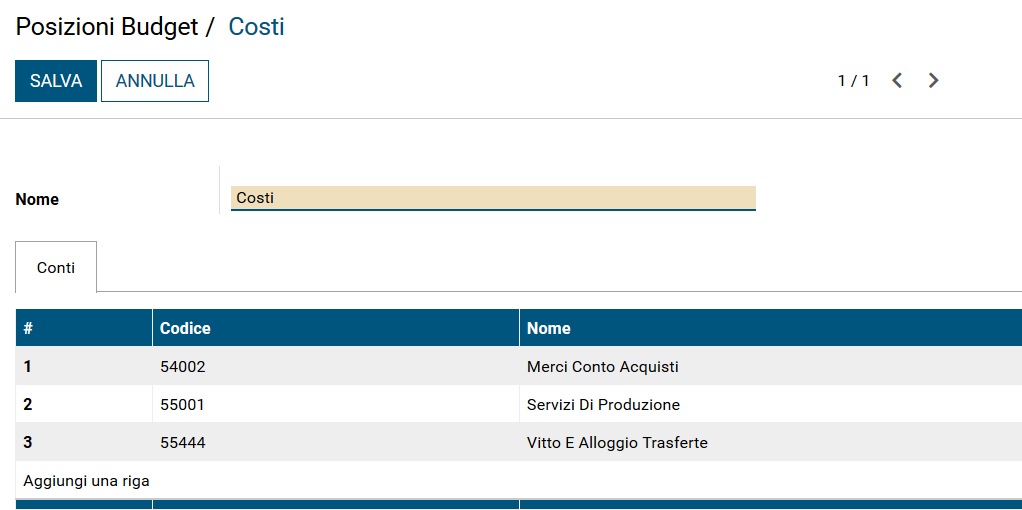 Posizioni Budget / Costi
SALVA ANNULLA 1 / 1
Nome Costi
Conti
# Codice Nome
1 54002 Merci Conto Acquisti
2 55001 Servizi Di Produzione
3 55444 Vitto E Alloggio Trasferte
Aggiungi una riga